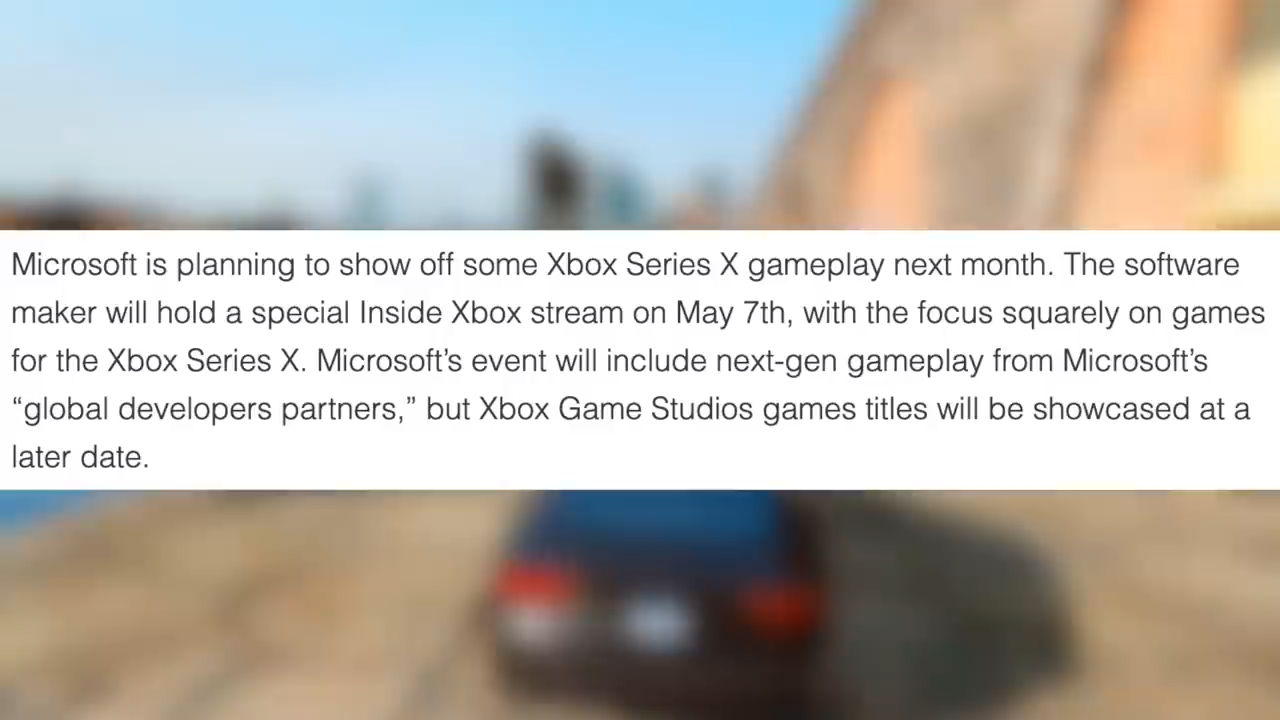 Microsoft is planning to show off some Xbox Series X gameplay next month. The software
maker will hold a special Inside Xbox stream on May 7th, with the focus squarely on games
for the Xbox Series X. Microsoft’s event will include next-gen gameplay from Microsoft’s
“global developers partners,” but Xbox Game Studios games titles will be showcased at a
later date.